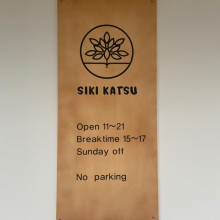 SIKI KATSU
Open 11～21
Breaktime 15～17
Sunday off
No parking